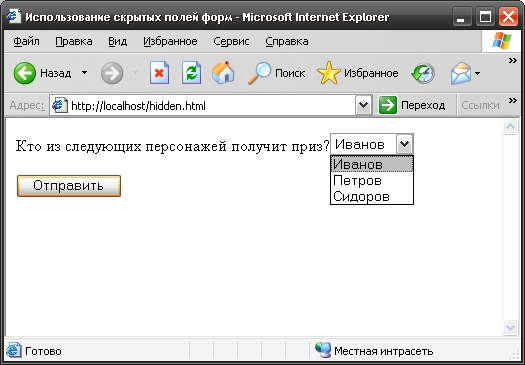 Использование скрытых полей форм - Microsoft Internet Explorer
Файл Правка Вид Избранное Сервис Справка
Назад Поиск Избранное
Адрес: http://localhost/hidden.html Переход Ссылки
Кто из следующих персонажей получит приз? Иванов
Иванов
Петров
Сидоров
Отправить
Готово Местная интрасеть